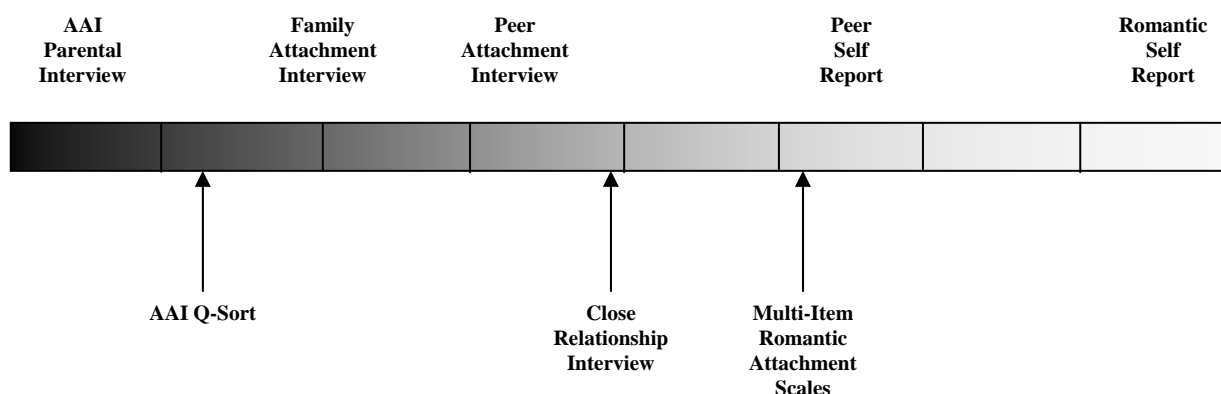 AAI
Parental
Interview
Family
Attachment
Interview
Peer
Attachment
Interview
Peer
Self
Report
Romantic
Self
Report
AAI Q-Sort
Close
Relationship
Interview
Multi-Item
Romantic
Attachment
Scales